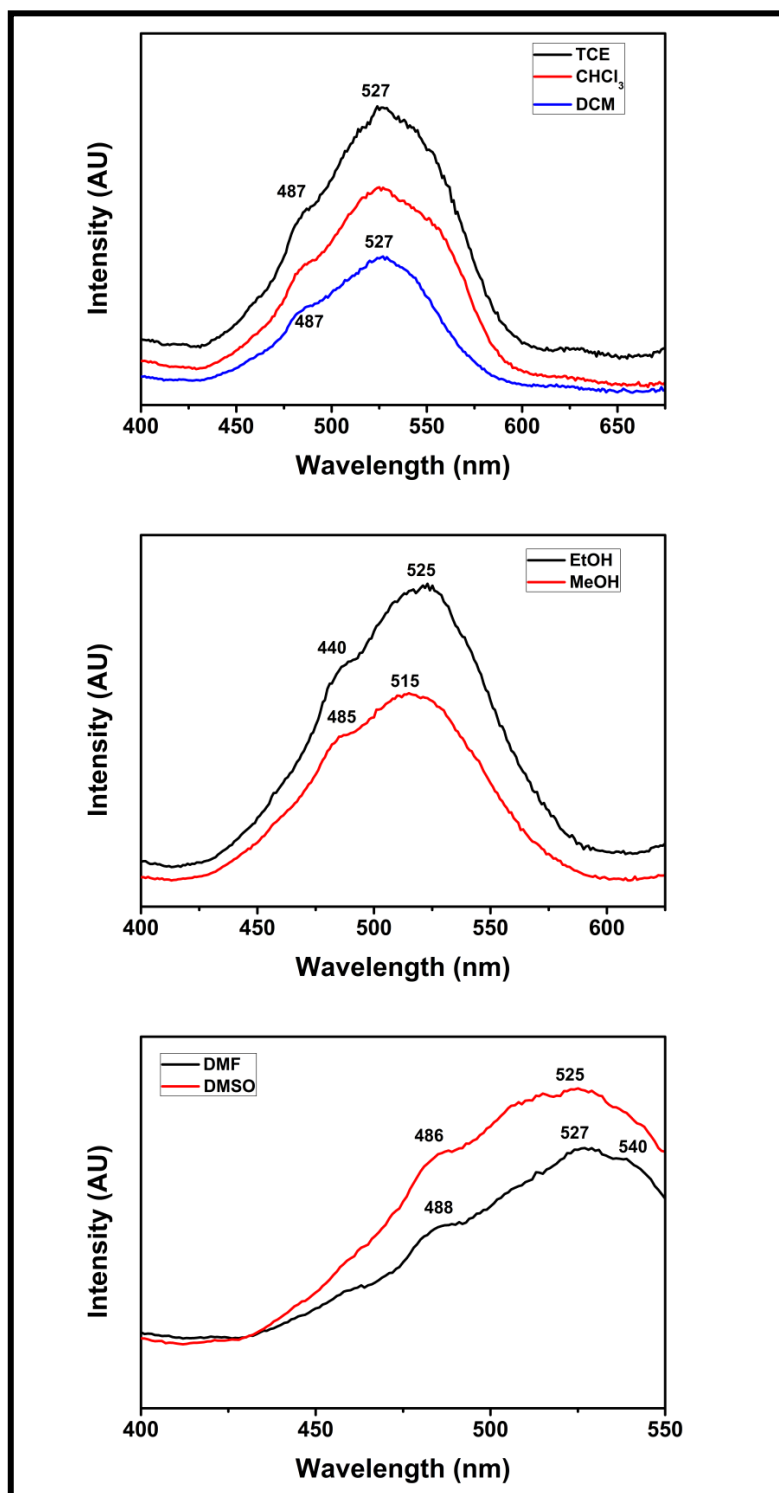 TCE
CHCl3
DCM
527
487
527
487
Intensity (AU)
400 450 500 550 600 650
Wavelength (nm)
EtOH
MeOH
525
440
515
485
Intensity (AU)
400 450 500 550 600
Wavelength (nm)
DMF
DMSO
525
486
527
540
488
Intensity (AU)
400 450 500 550
Wavelength (nm)